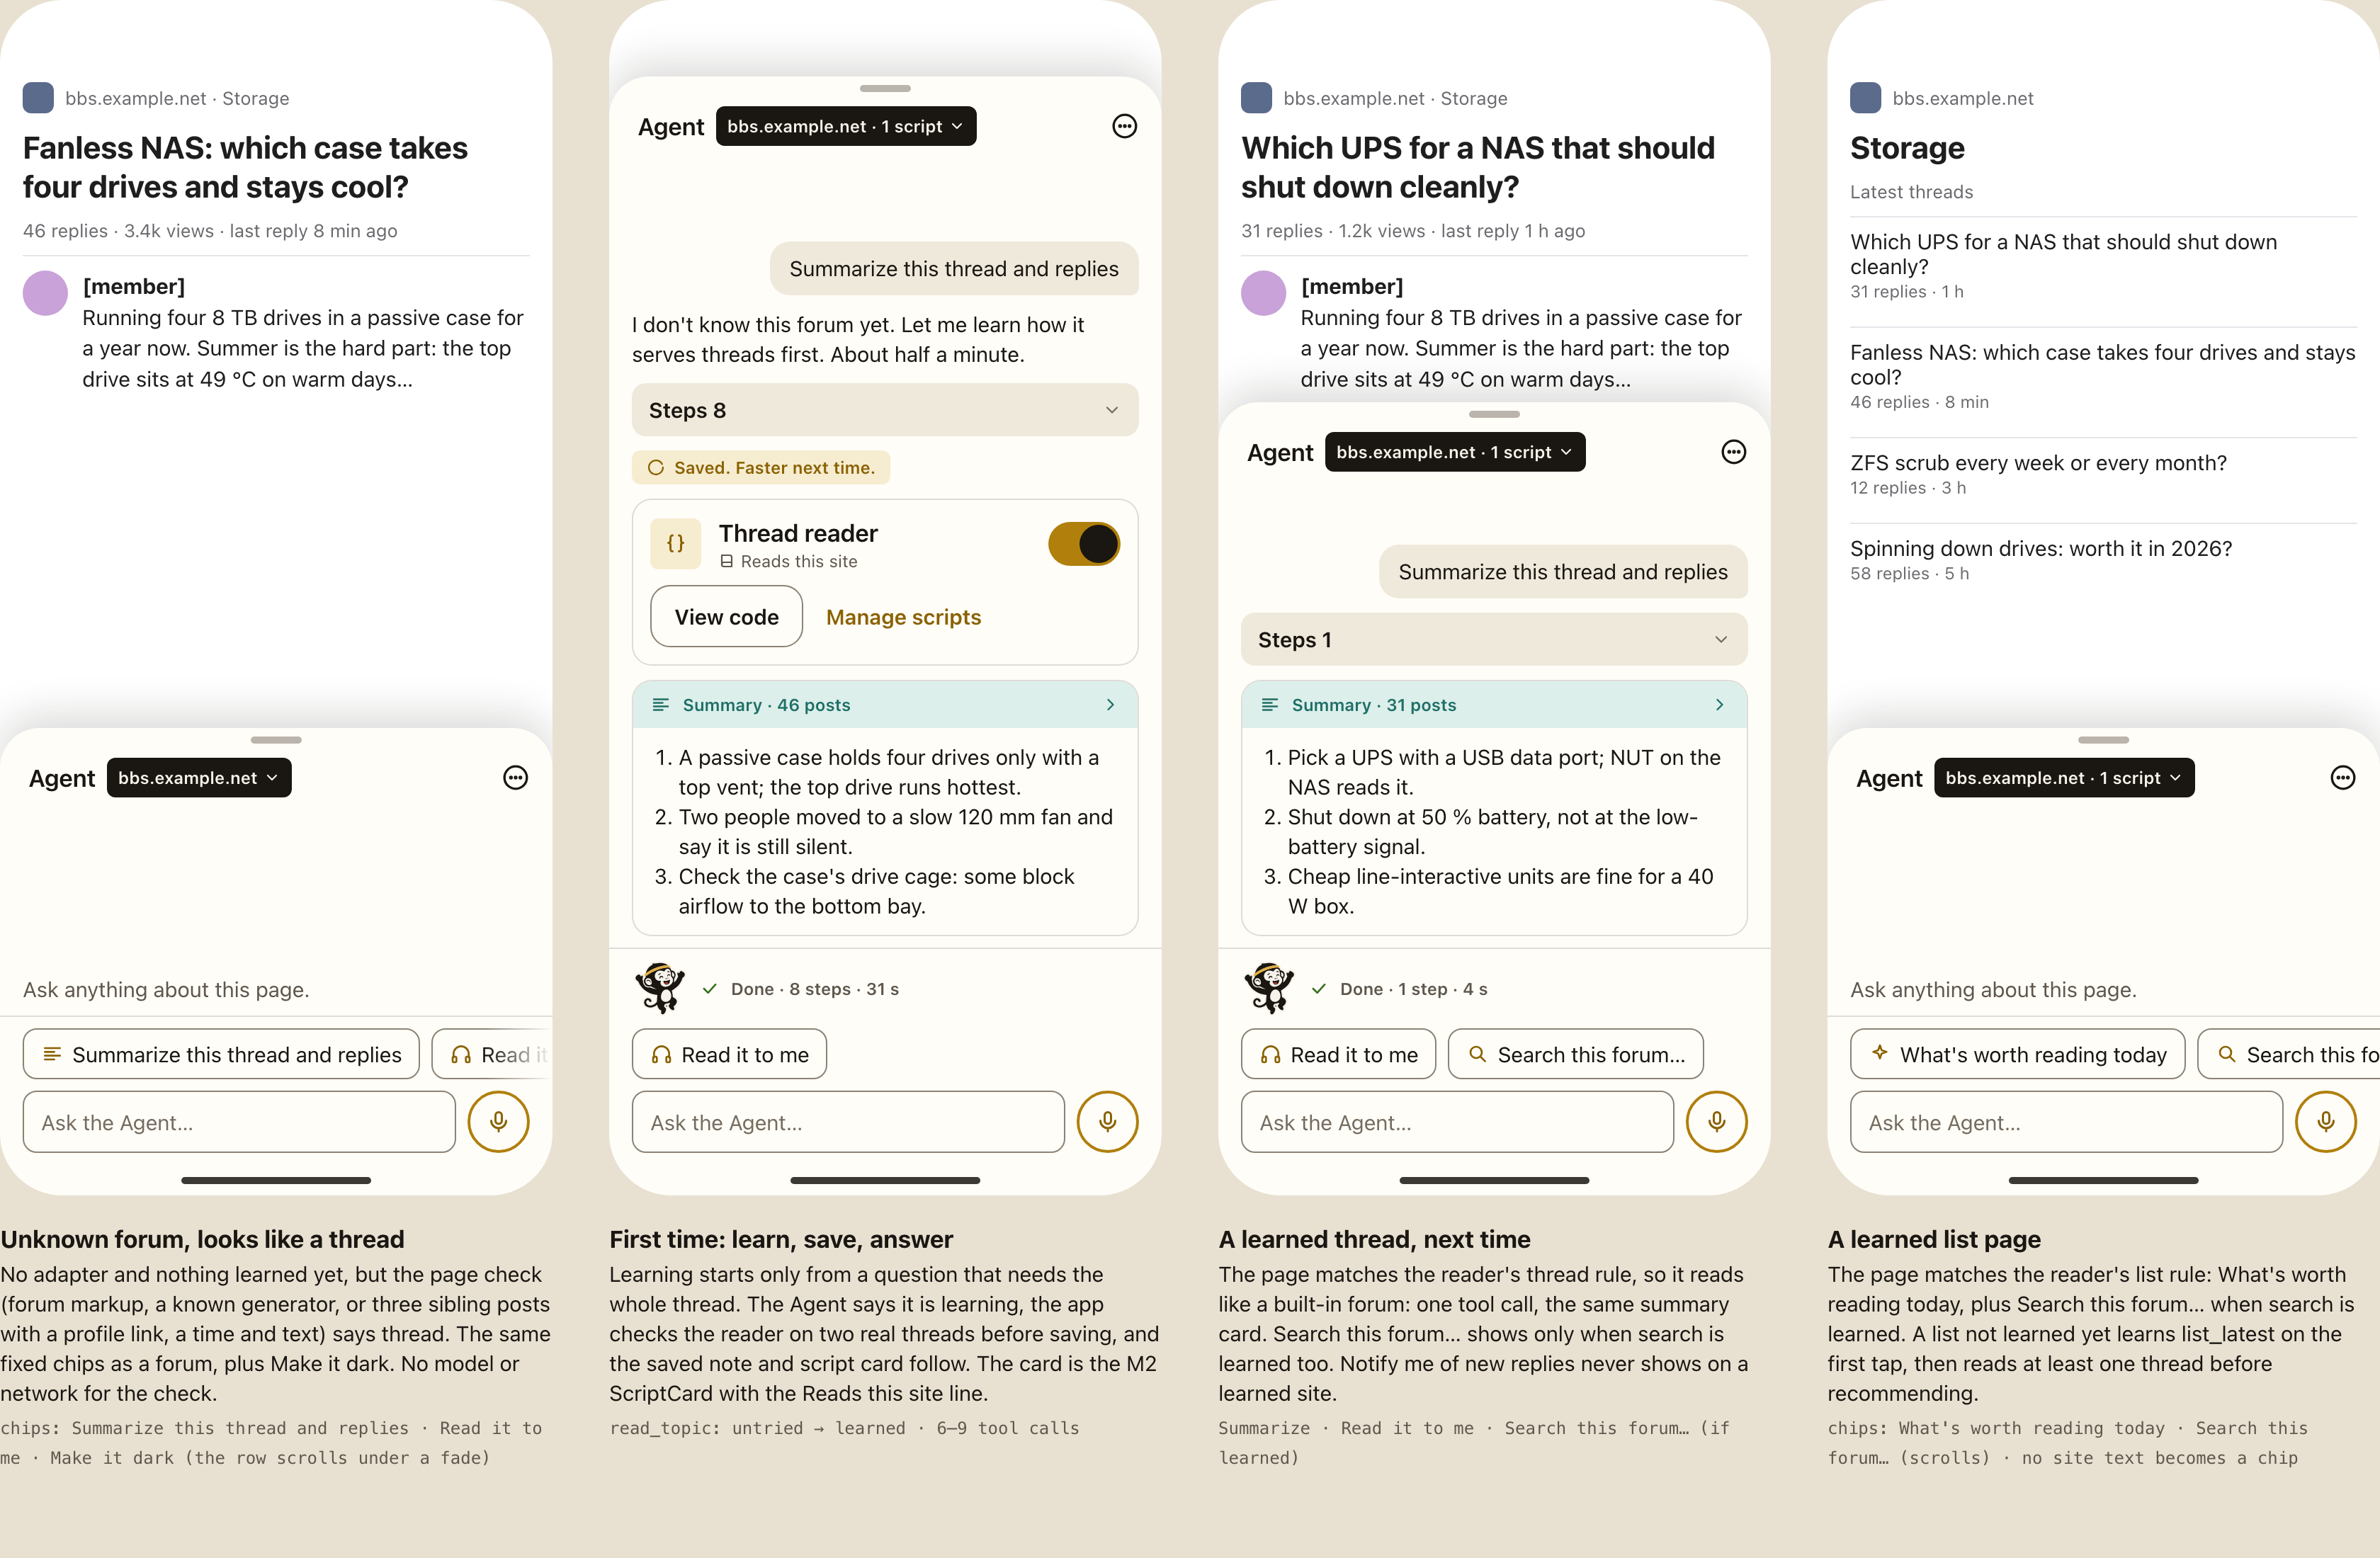 bbs.example.net · Storage
Fanless NAS: which case takes
four drives and stays cool?
46 replies · 3.4k views · last reply 8 min ago
[member]
Running four 8 TB drives in a passive case for
a year now. Summer is the hard part: the top
drive sits at 49 °C on warm days...
Agent
bbs.example.net
Ask anything about this page.
Summarize this thread and replies
Read it
Ask the Agent...
Unknown forum, looks like a thread
No adapter and nothing learned yet, but the page check
(forum markup, a known generator, or three sibling posts
with a profile link, a time and text) says thread. The same
fixed chips as a forum, plus Make it dark. No model or
network for the check.
chips: Summarize this thread and replies · Read it to
me · Make it dark (the row scrolls under a fade)
Agent
bbs.example.net · 1 script
Summarize this thread and replies
I don't know this forum yet. Let me learn how it
serves threads first. About half a minute.
Steps 8
Saved. Faster next time.
{}
Thread reader
Reads this site
View code
Manage scripts
Summary · 46 posts
1. A passive case holds four drives only with a
top vent; the top drive runs hottest.
2. Two people moved to a slow 120 mm fan and
say it is still silent.
3. Check the case's drive cage: some block
airflow to the bottom bay.
Done · 8 steps · 31 s
Read it to me
Ask the Agent...
First time: learn, save, answer
Learning starts only from a question that needs the
whole thread. The Agent says it is learning, the app
checks the reader on two real threads before saving, and
the saved note and script card follow. The card is the M2
ScriptCard with the Reads this site line.
read_topic: untried → learned · 6–9 tool calls
bbs.example.net · Storage
Which UPS for a NAS that should
shut down cleanly?
31 replies · 1.2k views · last reply 1 h ago
[member]
Running four 8 TB drives in a passive case for
a year now. Summer is the hard part: the top
drive sits at 49 °C on warm days...
Agent
bbs.example.net · 1 script
Summarize this thread and replies
Steps 1
Summary · 31 posts
1. Pick a UPS with a USB data port; NUT on the
NAS reads it.
2. Shut down at 50 % battery, not at the low-
battery signal.
3. Cheap line-interactive units are fine for a 40
W box.
Done · 1 step · 4 s
Read it to me
Search this forum...
Ask the Agent...
A learned thread, next time
The page matches the reader's thread rule, so it reads
like a built-in forum: one tool call, the same summary
card. Search this forum... shows only when search is
learned too. Notify me of new replies never shows on a
learned site.
Summarize · Read it to me · Search this forum… (if
learned)
bbs.example.net
Storage
Latest threads
Which UPS for a NAS that should shut down
cleanly?
31 replies · 1 h
Fanless NAS: which case takes four drives and stays
cool?
46 replies · 8 min
ZFS scrub every week or every month?
12 replies · 3 h
Spinning down drives: worth it in 2026?
58 replies · 5 h
Agent
bbs.example.net · 1 script
Ask anything about this page.
What's worth reading today
Search this fo
Ask the Agent...
A learned list page
The page matches the reader's list rule: What's worth
reading today, plus Search this forum... when search is
learned. A list not learned yet learns list_latest on the
first tap, then reads at least one thread before
recommending.
chips: What's worth reading today · Search this
forum… (scrolls) · no site text becomes a chip